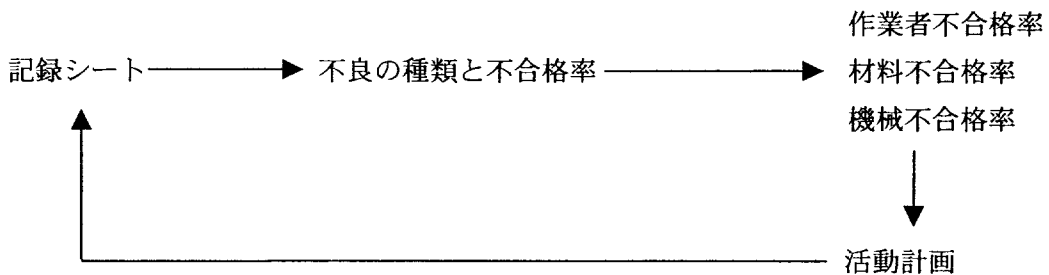 作業者不合格率
記録シート
不良の種類と不合格率
材料不合格率
機械不合格率
活動計画